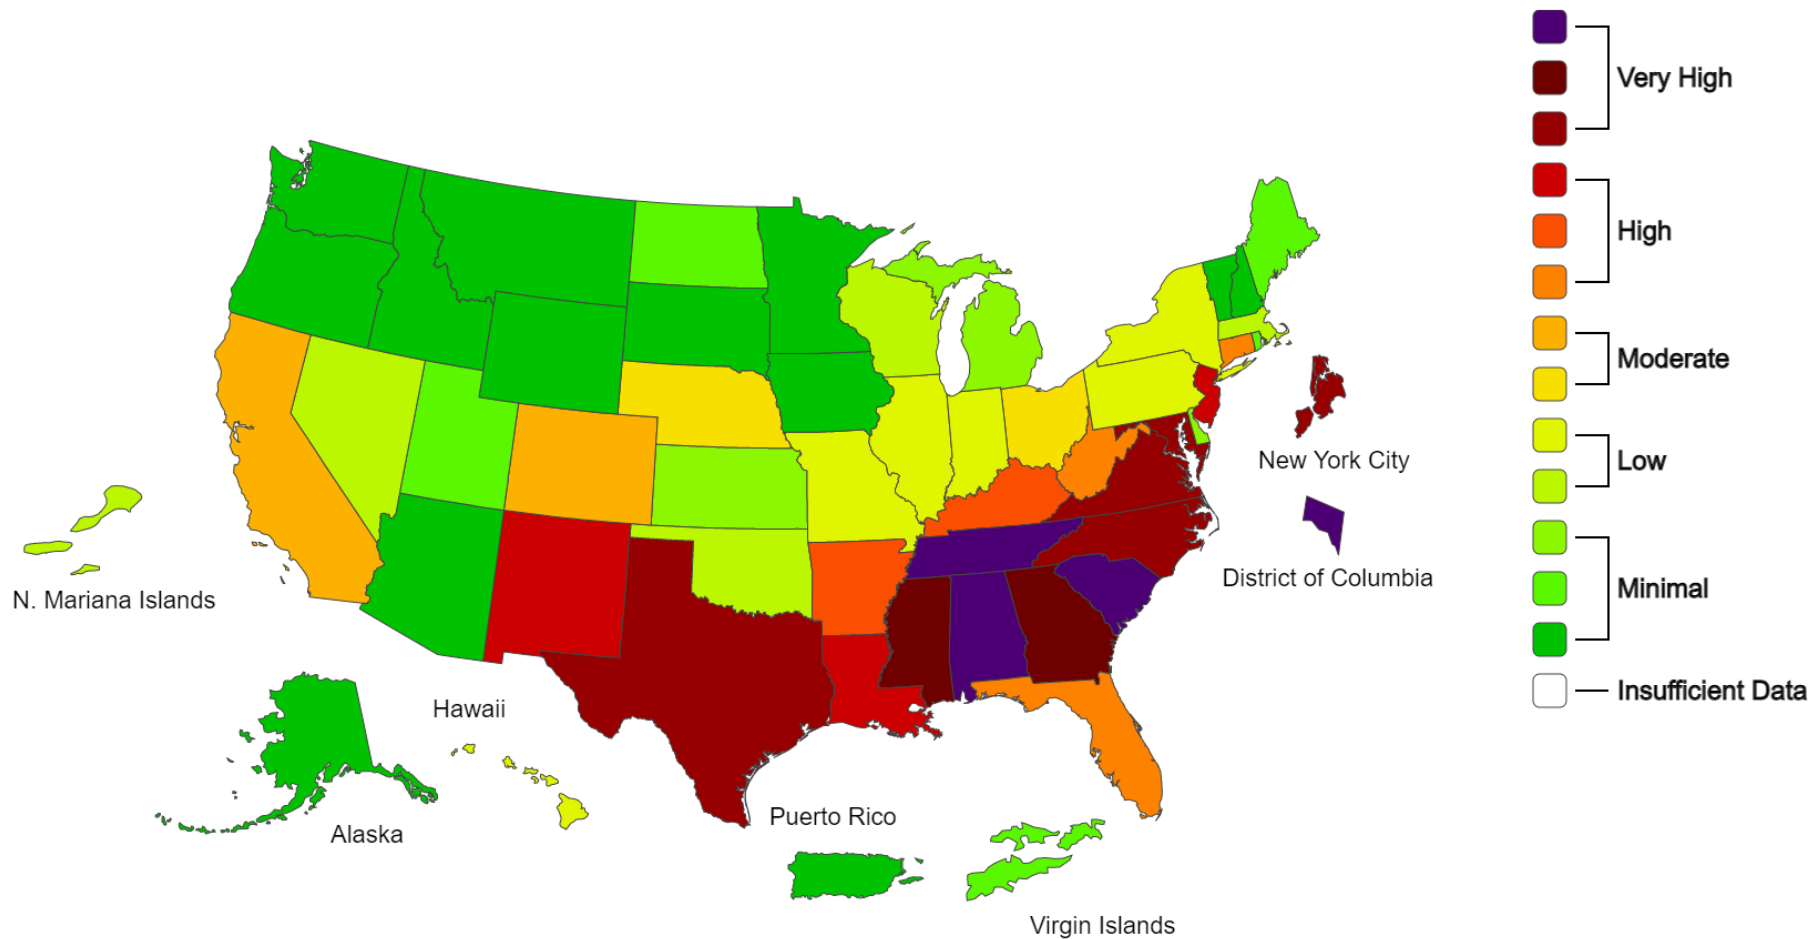 Very High
High
Moderate
Low
Minimal
Insufficient Data
New York City
District of Columbia
N. Mariana Islands
Hawaii
Alaska
Puerto Rico
Virgin Islands